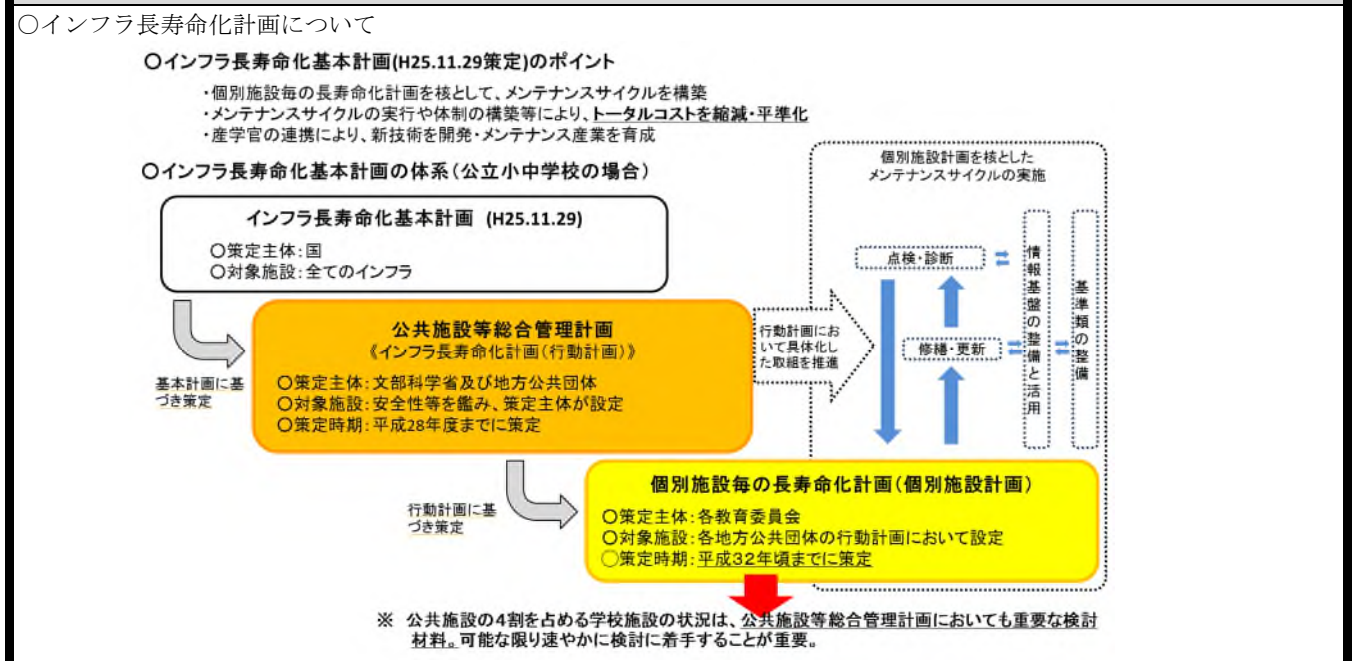 ○インフラ長寿命化計画について
○インフラ長寿命化基本計画(H25.11.29策定)のポイント
・個別施設毎の長寿命化計画を核として、メンテナンスサイクルを構築
・メンテナンスサイクルの実行や体制の構築等により、トータルコストを縮減・平準化
・産学官の連携により、新技術を開発・メンテナンス産業を育成
○インフラ長寿命化基本計画の体系(公立小中学校の場合)
インフラ長寿命化基本計画 (H25.11.29)
○策定主体:国
○対象施設:全てのインフラ
基本計画に基
づき策定
公共施設等総合管理計画
《インフラ長寿命化計画(行動計画)》
○策定主体:文部科学省及び地方公共団体
○対象施設:安全性等を鑑み、策定主体が設定
○策定時期:平成28年度までに策定
行動計画にお
いて具体化し
た取組を推進
個別施設計画を核とした
メンテナンスサイクルの実施
点検・診断
修繕・更新
情報基盤の整備と活用
基準類の整備
行動計画に基
づき策定
個別施設毎の長寿命化計画(個別施設計画)
○策定主体:各教育委員会
○対象施設:各地方公共団体の行動計画において設定
○策定時期:平成32年頃までに策定
※ 公共施設の4割を占める学校施設の状況は、公共施設等総合管理計画においても重要な検討
材料。可能な限り速やかに検討に着手することが重要。